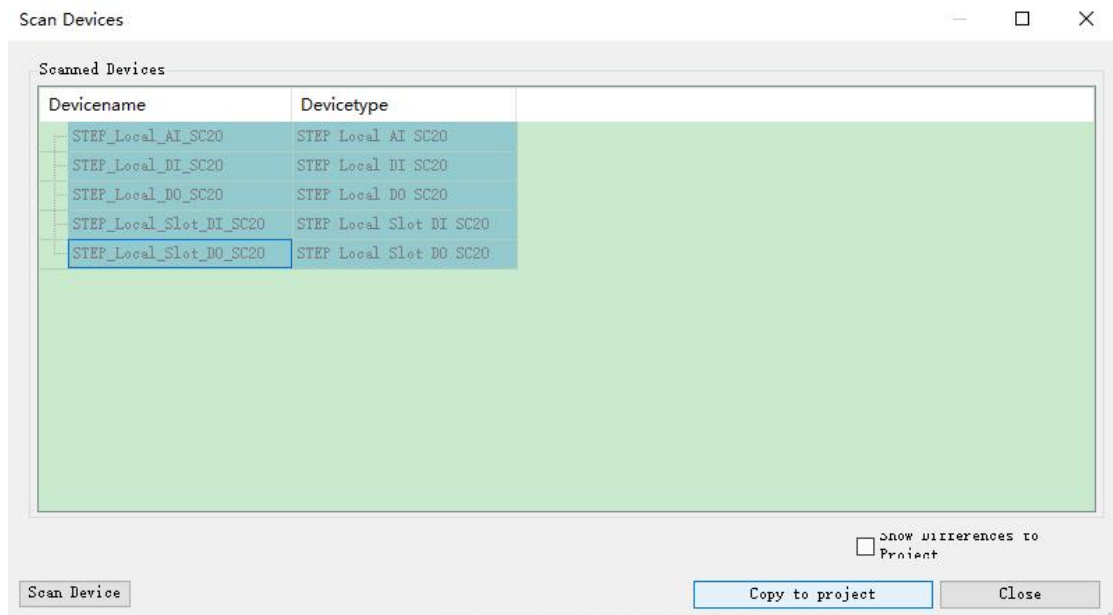 Scan Devices
Scanned Devices
Devicename Devicetype
STEP_Local_AI_SC20 STEP Local AI SC20
STEP_Local_DI_SC20 STEP Local DI SC20
STEP_Local_DO_SC20 STEP Local DO SC20
STEP_Local_Slot_DI_SC20 STEP Local Slot DI SC20
STEP_Local_Slot_DO_SC20 STEP Local Slot DO SC20
Show Differences to
Project
Scan Device Copy to project Close